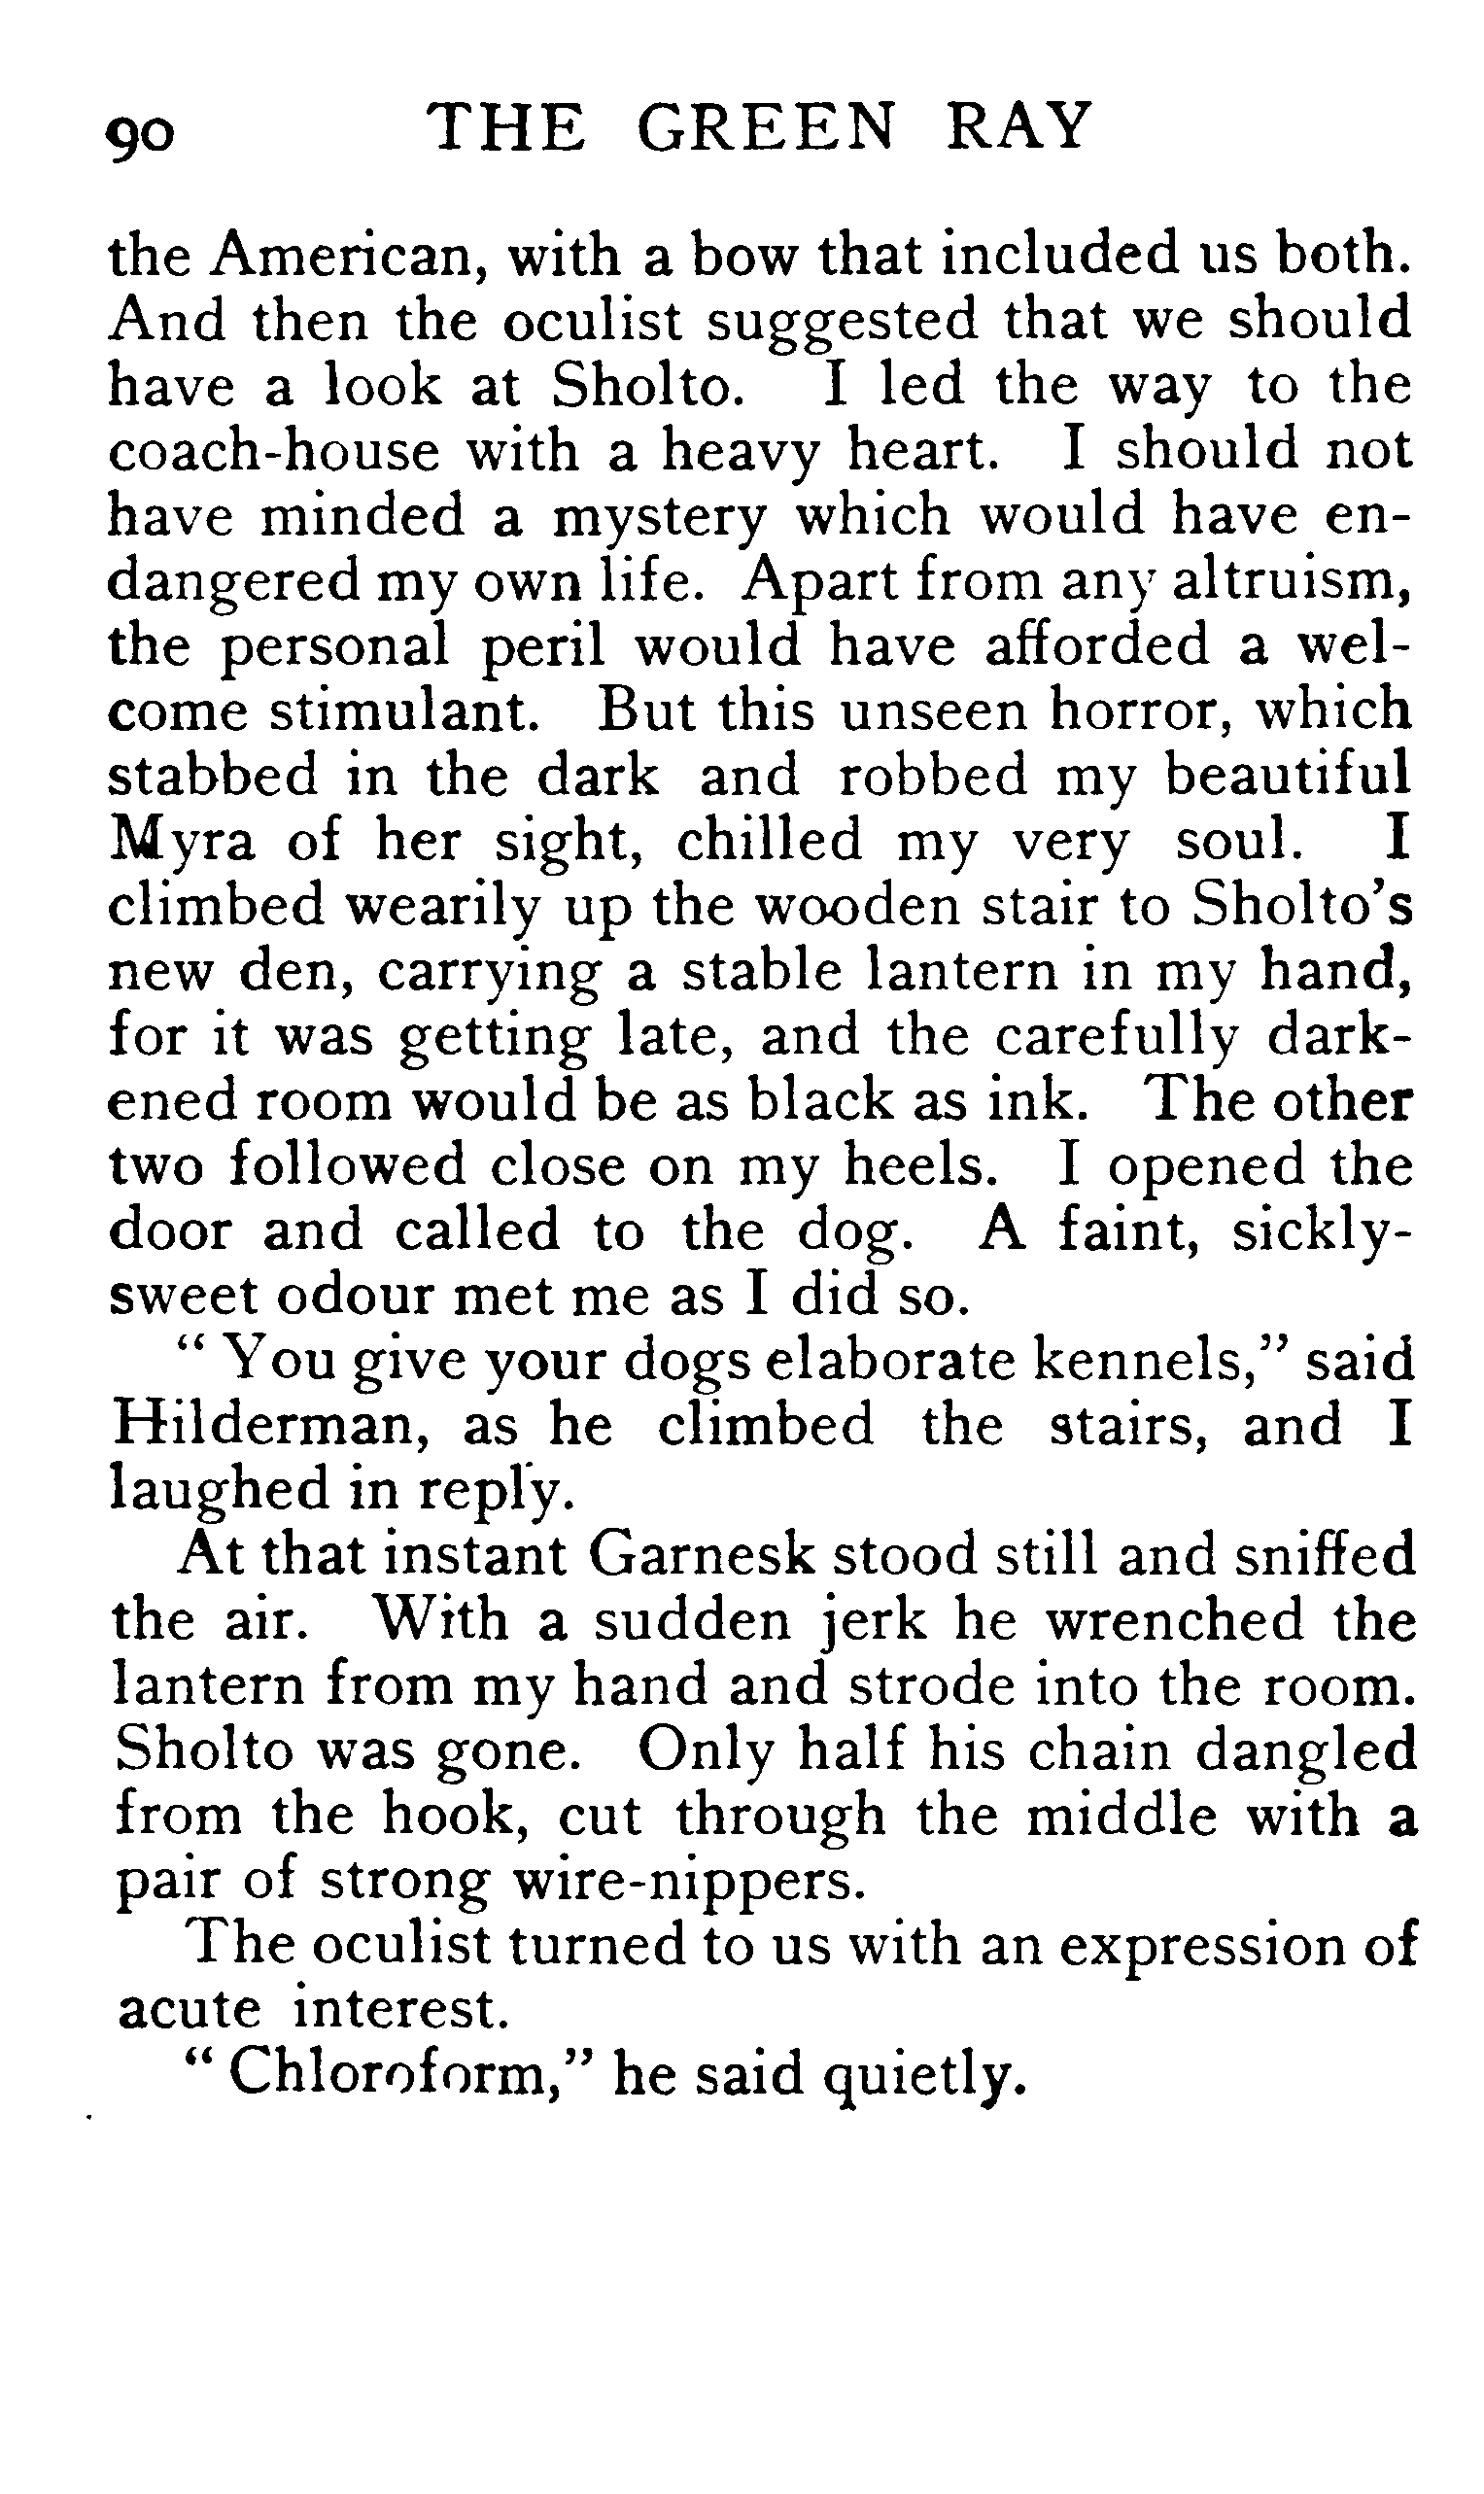 90 THE GREEN RAY
the American, with a bow that included us both.
And then the oculist suggested that we should
have a look at Sholto. I led the way to the
coach-house with a heavy heart. I should not
have minded a mystery which would have en-
dangered my own life. Apart from any altruism,
the personal peril would have afforded a wel-
come stimulant. But this unseen horror, which
stabbed in the dark and robbed my beautiful
Myra of her sight, chilled my very soul. I
climbed wearily up the wooden stair to Sholto's
new den, carrying a stable lantern in my hand,
for it was getting late, and the carefully dark-
ened room would be as black as ink. The other
two followed close on my heels. I opened the
door and called to the dog. A faint, sickly-
sweet odour met me as I did so.
" You give your dogs elaborate kennels," said
Hilderman, as he climbed the stairs, and I
laughed in reply.
At that instant Garnesk stood still and sniffed
the air. With a sudden jerk he wrenched the
lantern from my hand and strode into the room.
Sholto was gone. Only half his chain dangled
from the hook, cut through the middle with a
pair of strong wire-nippers.
The oculist turned to us with an expression of
acute interest.
" Chloroform," he said quietly.